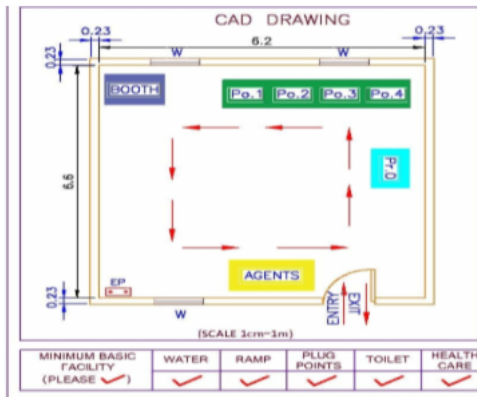 CAD DRAWING
0.23
6.2
0.23
W
W
0.23
BOOTH
Po.1
Po.2
Po.3
Po.4
Pr.O
6.6
AGENTS
EP
0.23
W
ENTRY
EXIT
(SCALE 1cm-1m)
MINIMUM BASIC
FACILITY
(PLEASE ✓)
WATER
RAMP
PLUG
POINTS
TOILET
HEALTH
CARE